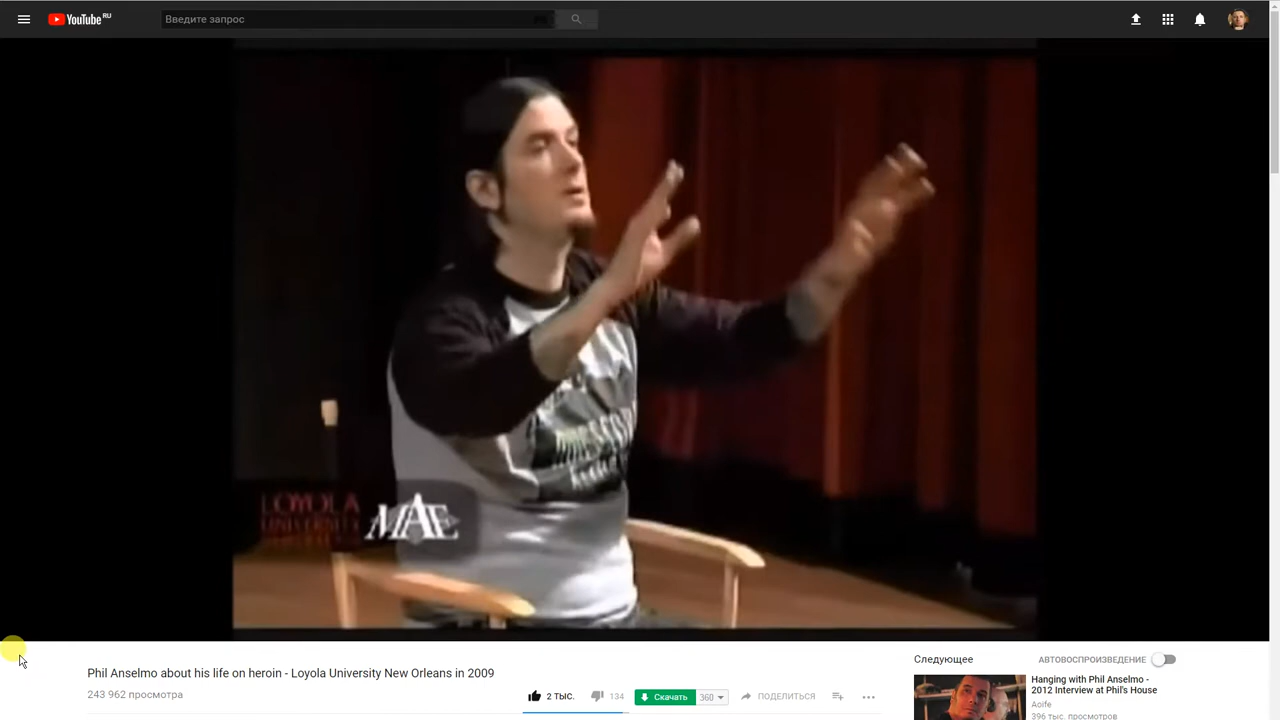 YouTube RU
Введите запрос
LOYOLA
UNIVERSITY
MAE
Phil Anselmo about his life on heroin - Loyola University New Orleans in 2009
243 962 просмотра
2 ТЫС.
134
Скачать
360
ПОДЕЛИТЬСЯ
Следующее
АВТОВОСПРОИЗВЕДЕНИЕ
Hanging with Phil Anselmo -
2012 Interview at Phil's House
Aoife
396 тыс. просмотров